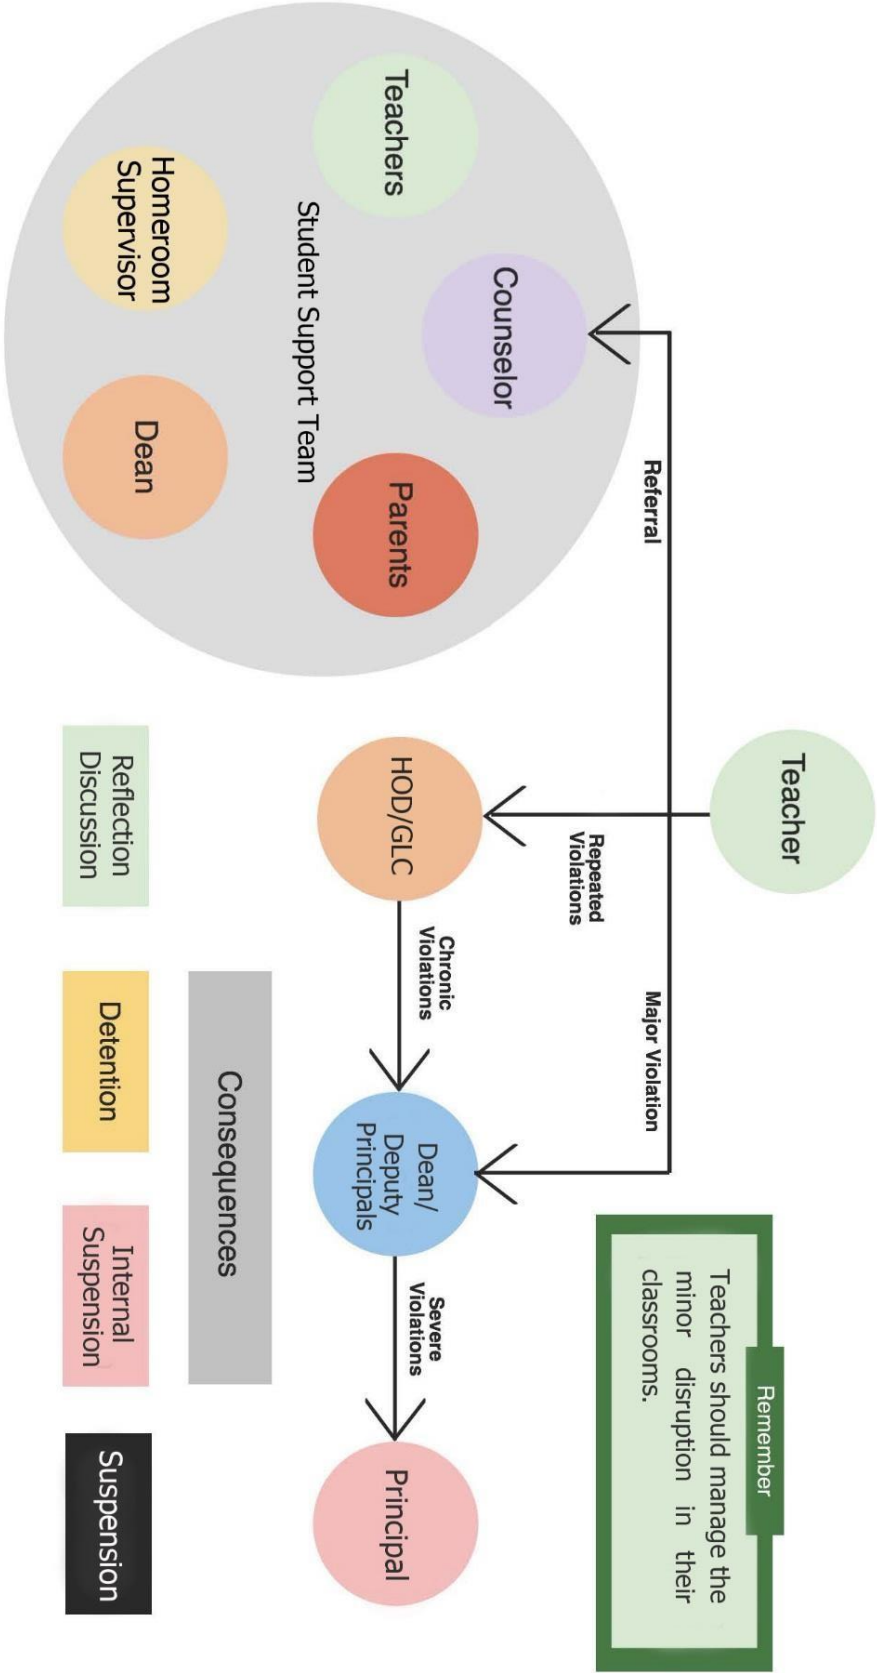 Teacher
Remember
Teachers should manage the
minor disruption in their
classrooms.
Referral
Repeated
Violations
Major Violation
Teachers
Counselor
Parents
Student Support Team
Homeroom
Supervisor
Dean
HOD/GLC
Chronic
Violations
Dean/
Deputy
Principals
Severe
Violations
Principal
Consequences
Reflection
Discussion
Detention
Internal
Suspension
Suspension